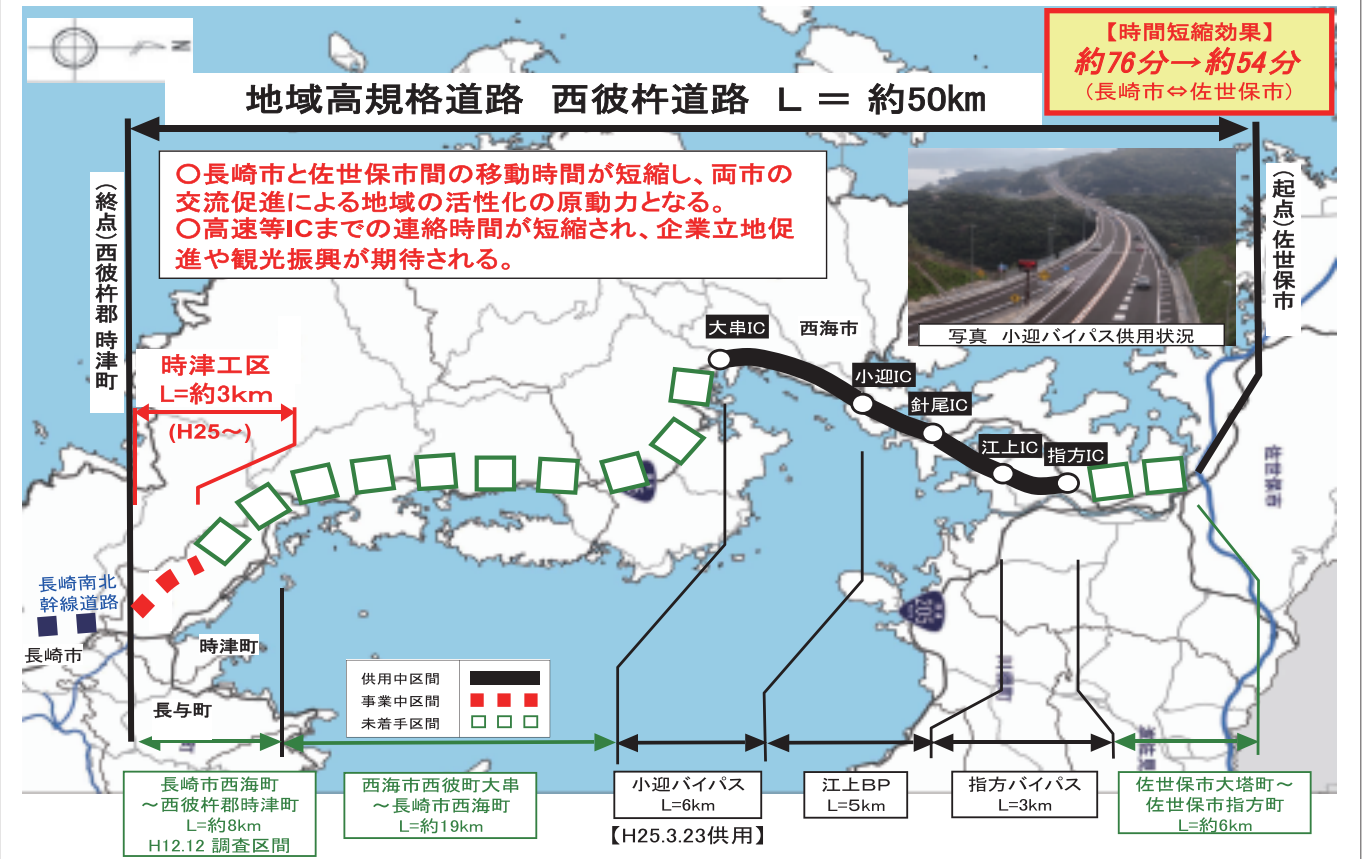 N
【時間短縮効果】
約76分→約54分
(長崎市⇔佐世保市)
地域高規格道路 西彼杵道路 L = 約50km
○長崎市と佐世保市間の移動時間が短縮し、両市の
交流促進による地域の活性化の原動力となる。
○高速等ICまでの連絡時間が短縮され、企業立地促
進や観光振興が期待される。
(終点)西彼杵郡 時津町
(起点)佐世保市
写真 小迎バイパス供用状況
大串IC
西海市
小迎IC
針尾IC
江上IC
指方IC
時津工区
L=約3km
(H25~)
佐世保市
長崎南北
幹線道路
長崎市
時津町
長与町
205
川棚町
供用中区間
事業中区間
未着手区間
長崎市西海町
~西彼杵郡時津町
L=約8km
H12.12 調査区間
西海市西彼町大串
~長崎市西海町
L=約19km
小迎バイパス
L=6km
【H25.3.23供用】
江上BP
L=5km
指方バイパス
L=3km
佐世保市大塔町~
佐世保市指方町
L=約6km